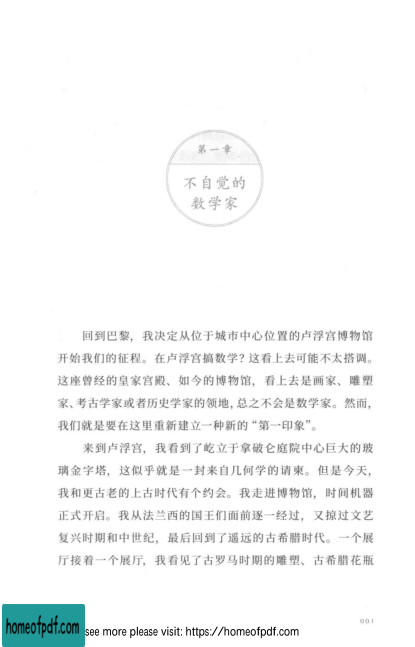 第一章
不自觉的
数学家
回到巴黎，我决定从位于城市中心位置的卢浮宫博物馆
开始我们的征程。在卢浮宫搞数学？这看上去可能不太搭调。
这座曾经的皇家宫殿、如今的博物馆，看上去是画家、雕塑
家、考古学家或者历史学家的领地，总之不会是数学家。然而，
我们就是要在这里重新建立一种新的“第一印象”。
来到卢浮宫，我看到了屹立于拿破仑庭院中心巨大的玻
璃金字塔，这似乎就是一封来自几何学的请柬。但是今天，
我和更古老的上古时代有个约会。我走进博物馆，时间机器
正式开启。我从法兰西的国王们面前逐一经过，又掠过文艺
复兴时期和中世纪，最后回到了遥远的古希腊时代。一个展
厅接着一个展厅，我看见了古罗马时期的雕塑、古希腊花瓶
001
homeofpdf.com
see more please visit: https://homeofpdf.com